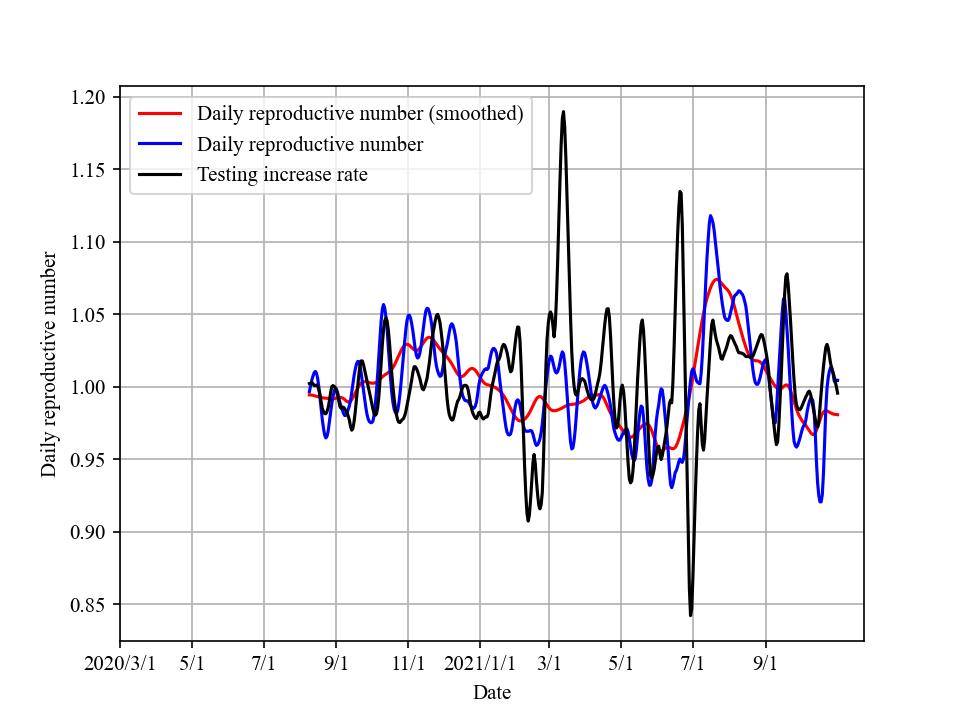 1.20
1.15
1.10
1.05
1.00
0.95
0.90
0.85
Daily reproductive number
Daily reproductive number (smoothed)
Daily reproductive number
Testing increase rate
2020/3/1 5/1 7/1 9/1 11/1 2021/1/1 3/1 5/1 7/1 9/1
Date